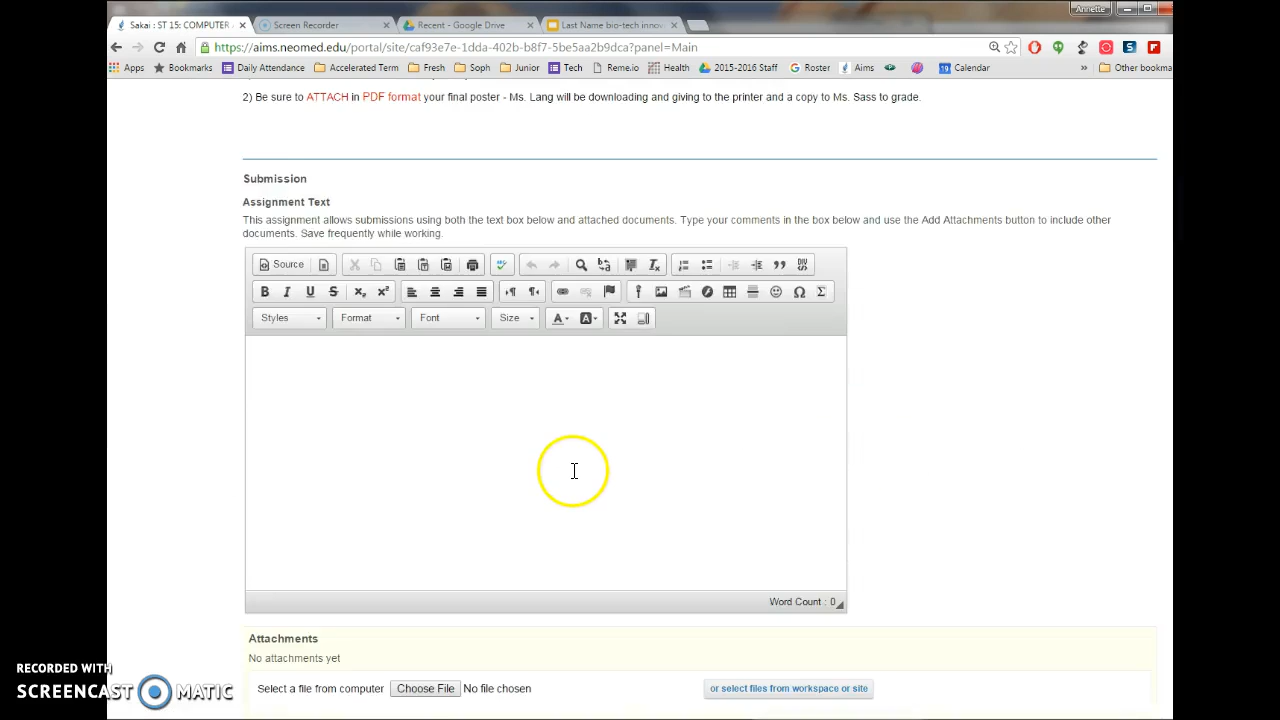 Annette
Sakai : ST 15: COMPUTER
Screen Recorder
Recent - Google Drive
Last Name bio-tech innov
https://aims.neomed.edu/portal/site/caf93e7e-1dda-402b-b8f7-5be5aa2b9dca?panel=Main
Apps
Bookmarks
Daily Attendance
Accelerated Term
Fresh
Soph
Junior
Tech
Reme.io
Health
2015-2016 Staff
Roster
Aims
Calendar
»
Other bookma
2) Be sure to ATTACH in PDF format your final poster - Ms. Lang will be downloading and giving to the printer and a copy to Ms. Sass to grade.
Submission
Assignment Text
This assignment allows submissions using both the text box below and attached documents. Type your comments in the box below and use the Add Attachments button to include other
documents. Save frequently while working.
Source
B I U S x₂ x²
Styles
Format
Font
Size
A
A
Word Count : 0
Attachments
No attachments yet
Select a file from computer
Choose File
No file chosen
or select files from workspace or site
RECORDED WITH
SCREENCAST MATIC